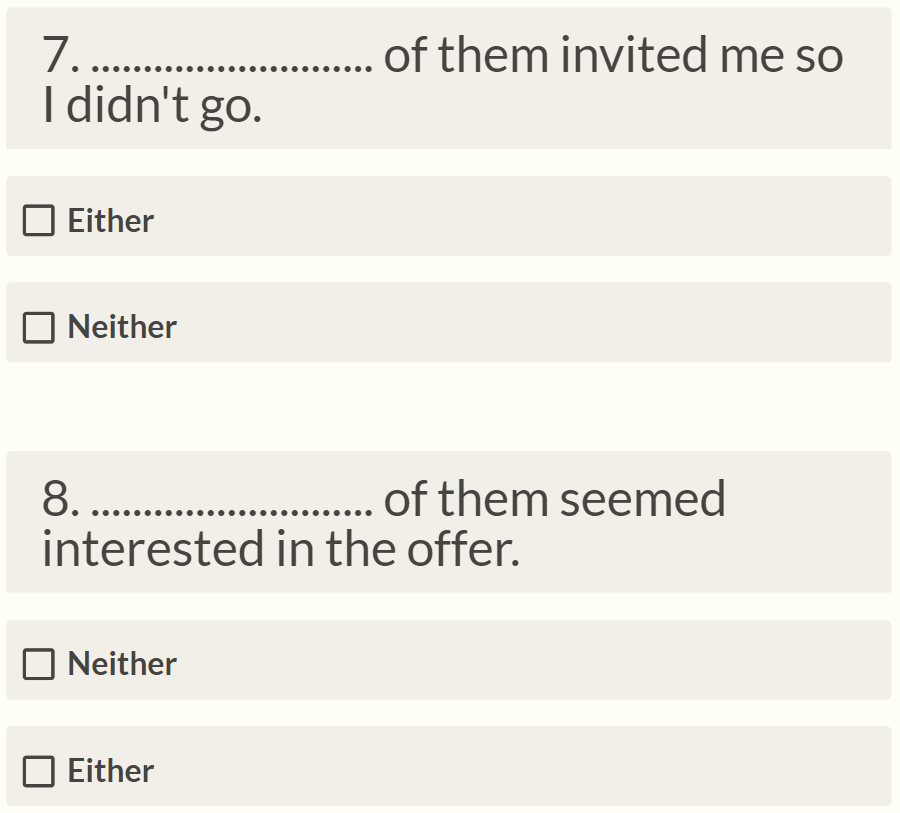 7. ........................... of them invited me so
I didn't go.
Either
Neither
8. ........................... of them seemed
interested in the offer.
Neither
Either